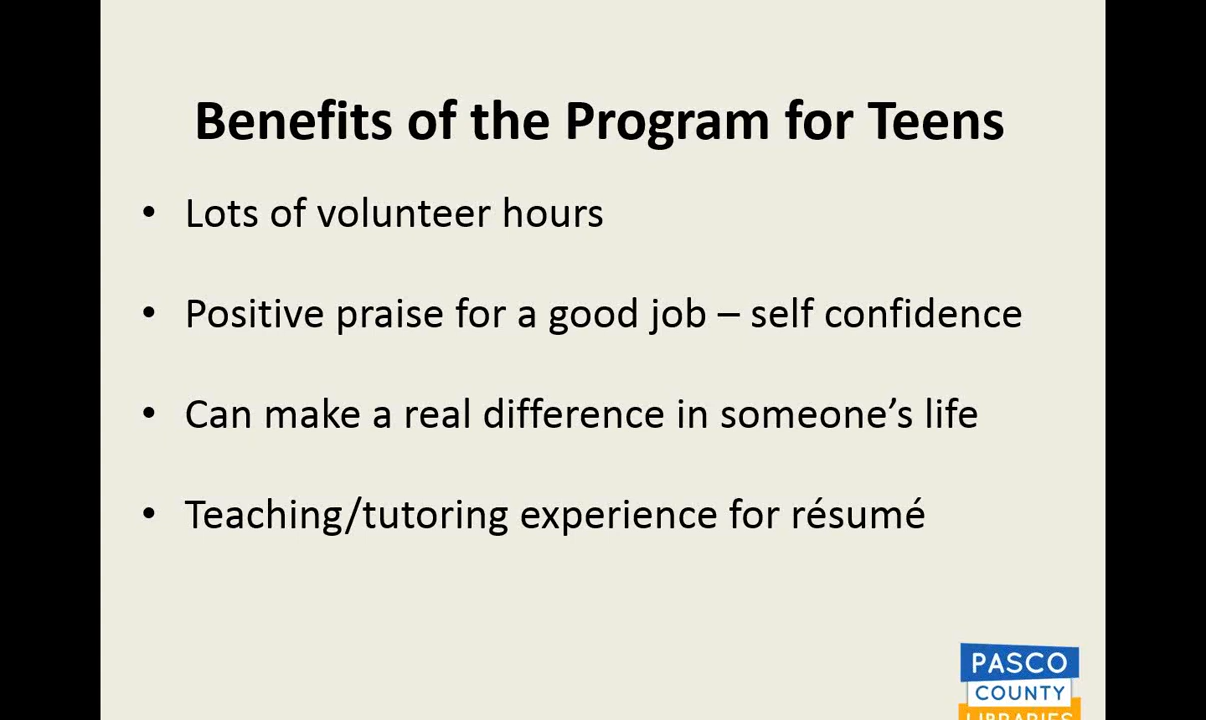 Benefits of the Program for Teens
• Lots of volunteer hours
• Positive praise for a good job – self confidence
• Can make a real difference in someone’s life
• Teaching/tutoring experience for résumé
PASCO
COUNTY
LIBRARIES